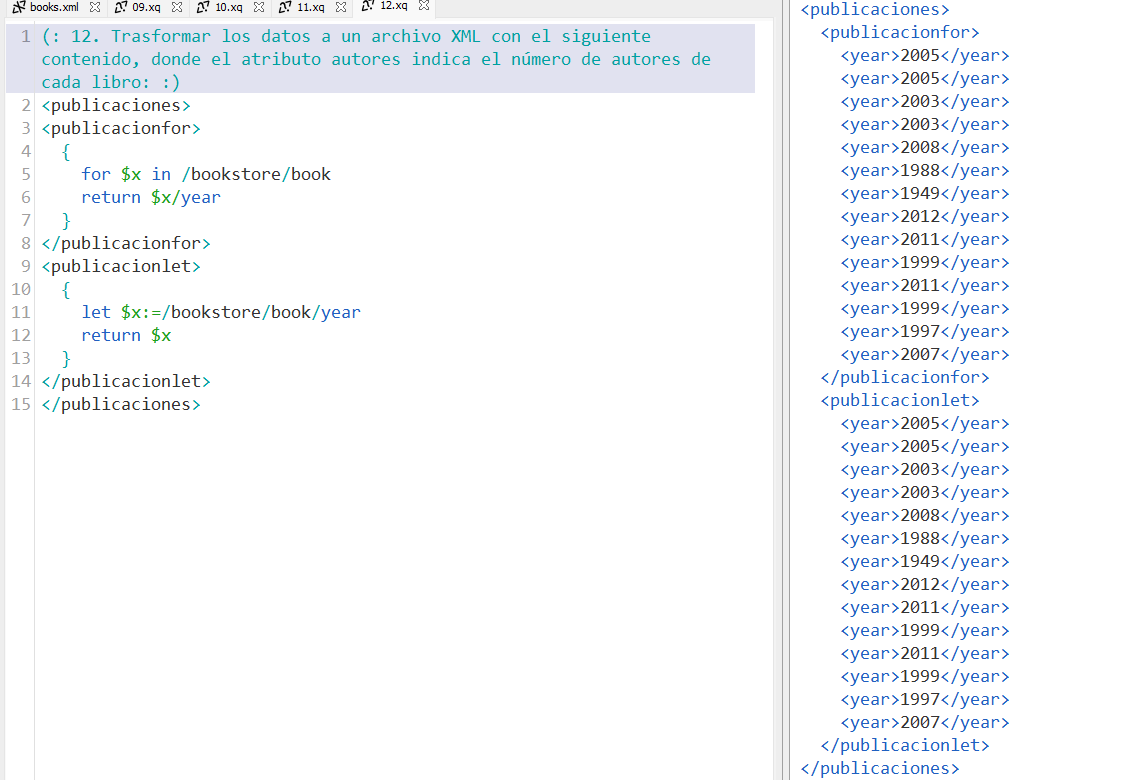 books.xml 09.xq 10.xq 11.xq 12.xq
1 (: 12. Trasformar los datos a un archivo XML con el siguiente
contenido, donde el atributo autores indica el número de autores de
cada libro: :)
2 <publicaciones>
3 <publicacionfor>
4 {
5 for $x in /bookstore/book
6 return $x/year
7 }
8 </publicacionfor>
9 <publicacionlet>
10 {
11 let $x:=/bookstore/book/year
12 return $x
13 }
14 </publicacionlet>
15 </publicaciones>
<publicaciones>
<publicacionfor>
<year>2005</year>
<year>2005</year>
<year>2003</year>
<year>2003</year>
<year>2008</year>
<year>1988</year>
<year>1949</year>
<year>2012</year>
<year>2011</year>
<year>1999</year>
<year>2011</year>
<year>1999</year>
<year>1997</year>
<year>2007</year>
</publicacionfor>
<publicacionlet>
<year>2005</year>
<year>2005</year>
<year>2003</year>
<year>2003</year>
<year>2008</year>
<year>1988</year>
<year>1949</year>
<year>2012</year>
<year>2011</year>
<year>1999</year>
<year>2011</year>
<year>1999</year>
<year>1997</year>
<year>2007</year>
</publicacionlet>
</publicaciones>